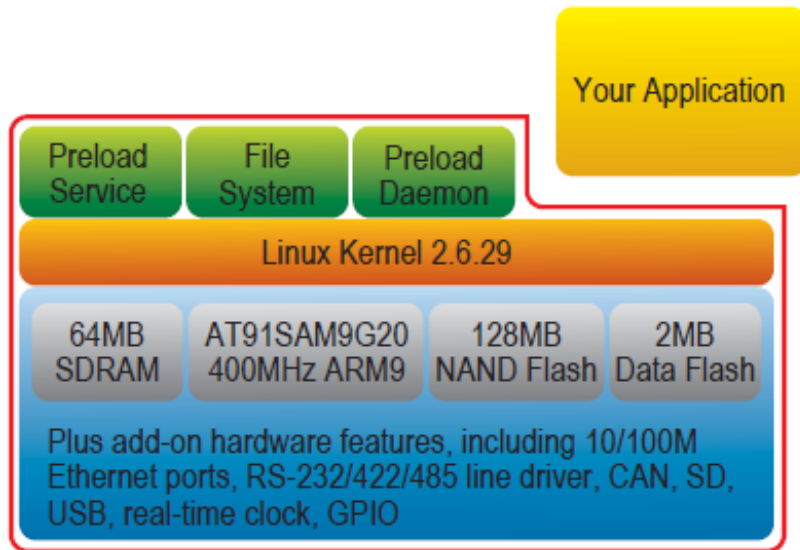 Your Application
Preload
Service
File
System
Preload
Daemon
Linux Kernel 2.6.29
64MB
SDRAM
AT91SAM9G20
400MHz ARM9
128MB
NAND Flash
2MB
Data Flash
Plus add-on hardware features, including 10/100M
Ethernet ports, RS-232/422/485 line driver, CAN, SD,
USB, real-time clock, GPIO